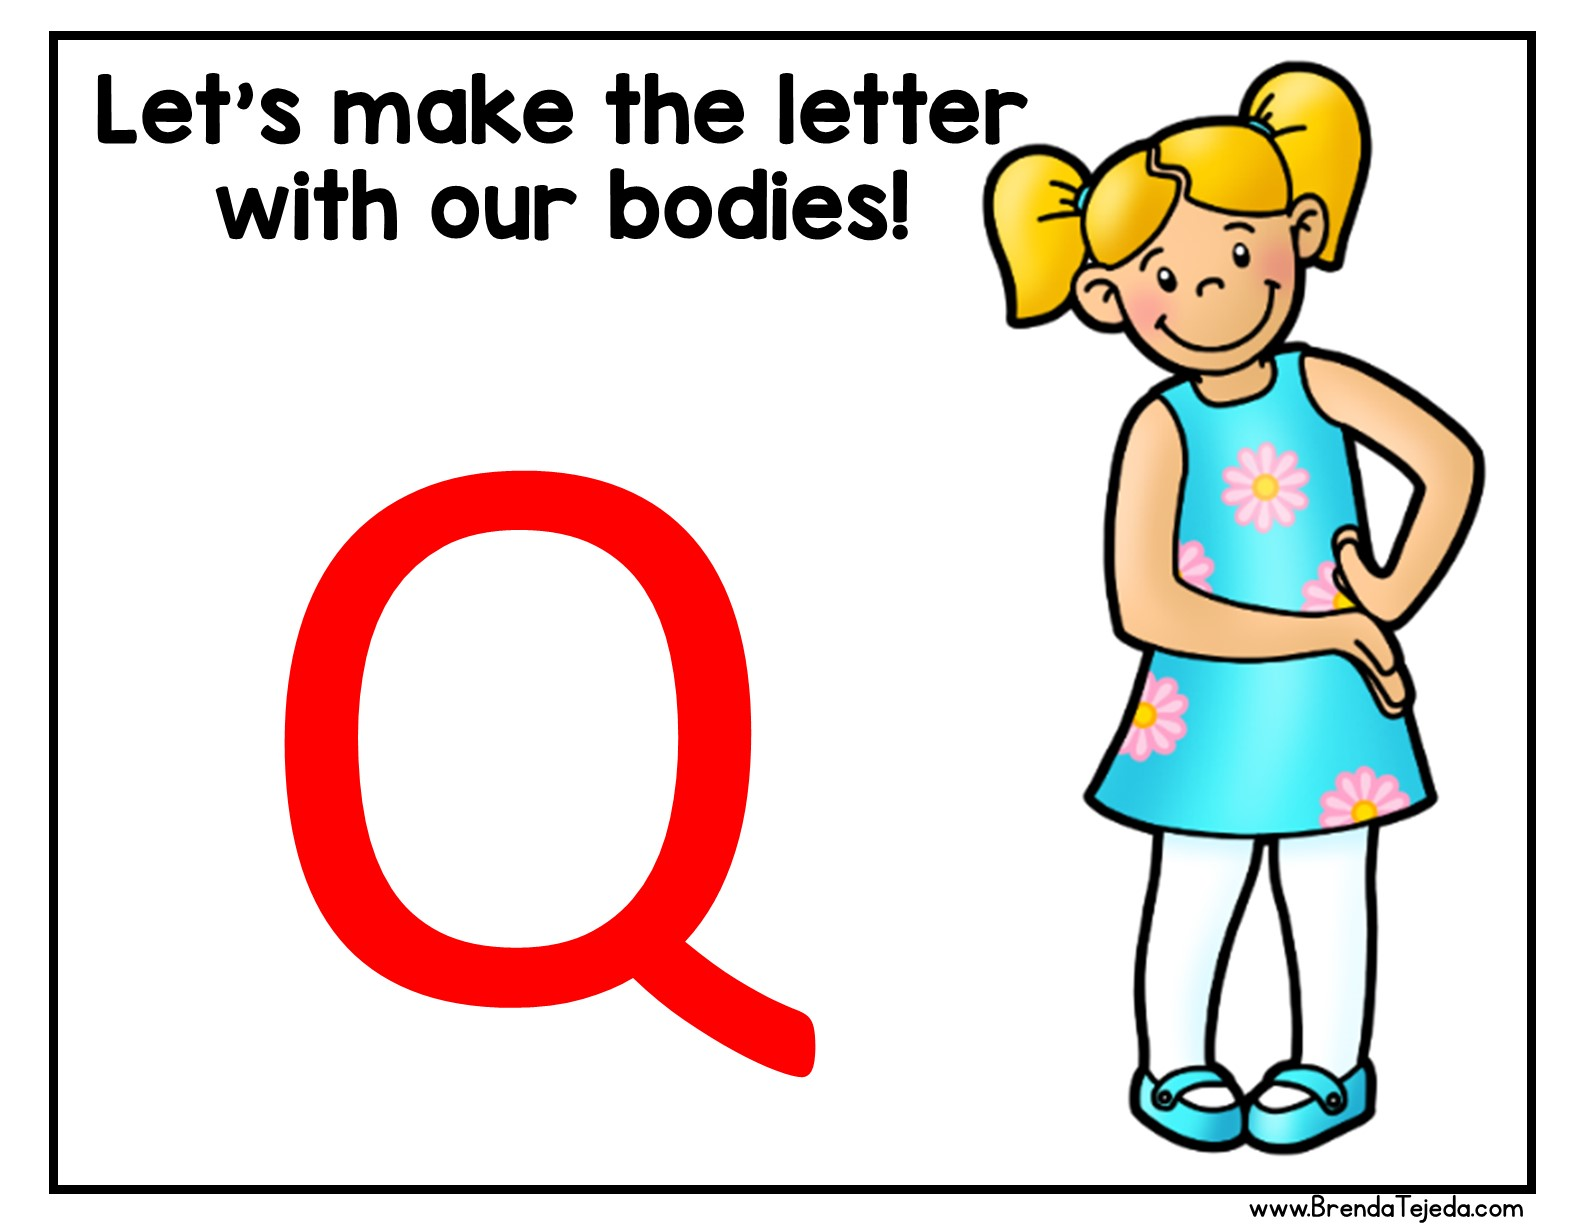 Let's make the letter
with our bodies!
Q
www.BrendaTejeda.com